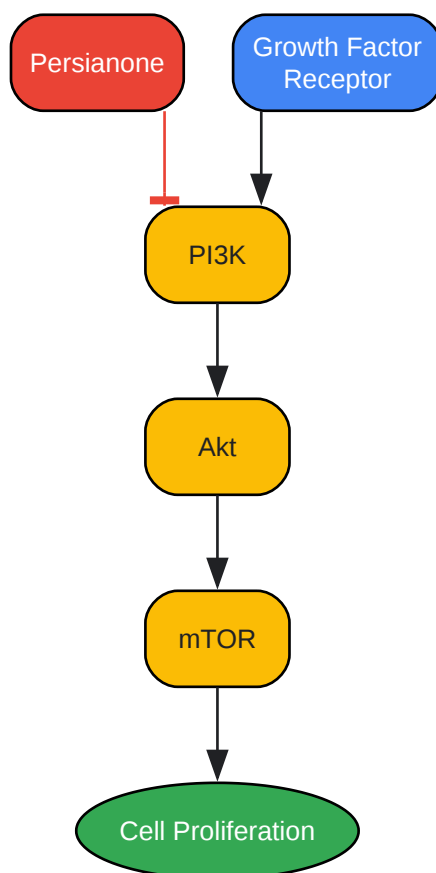 Persianone
Growth Factor
Receptor
PI3K
Akt
mTOR
Cell Proliferation